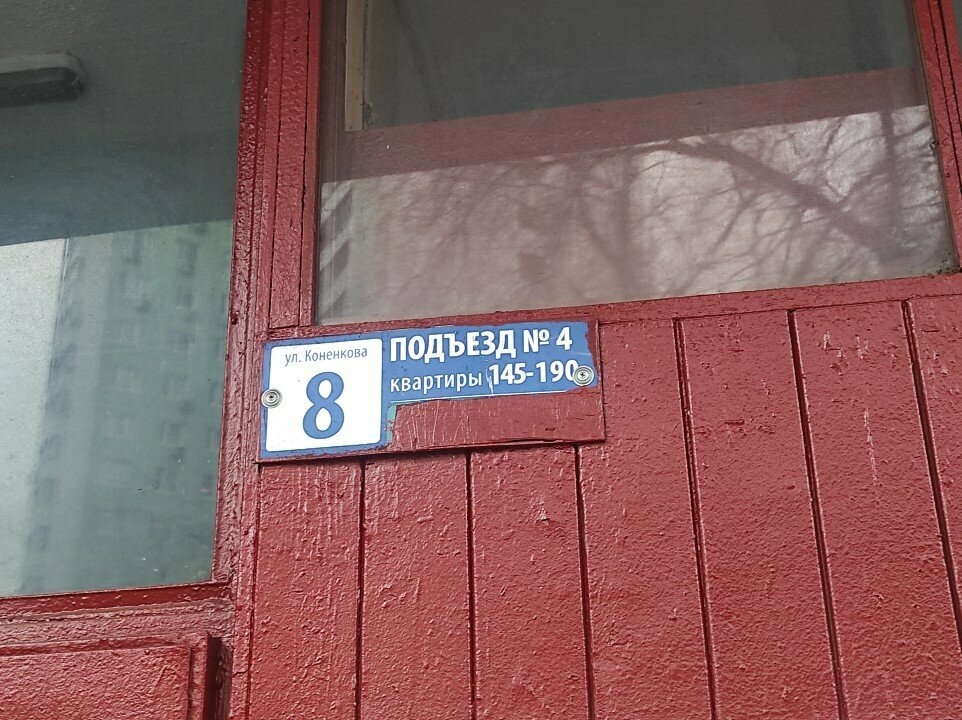 ул. Коненкова
8
ПОДЪЕЗД № 4
квартиры 145-190